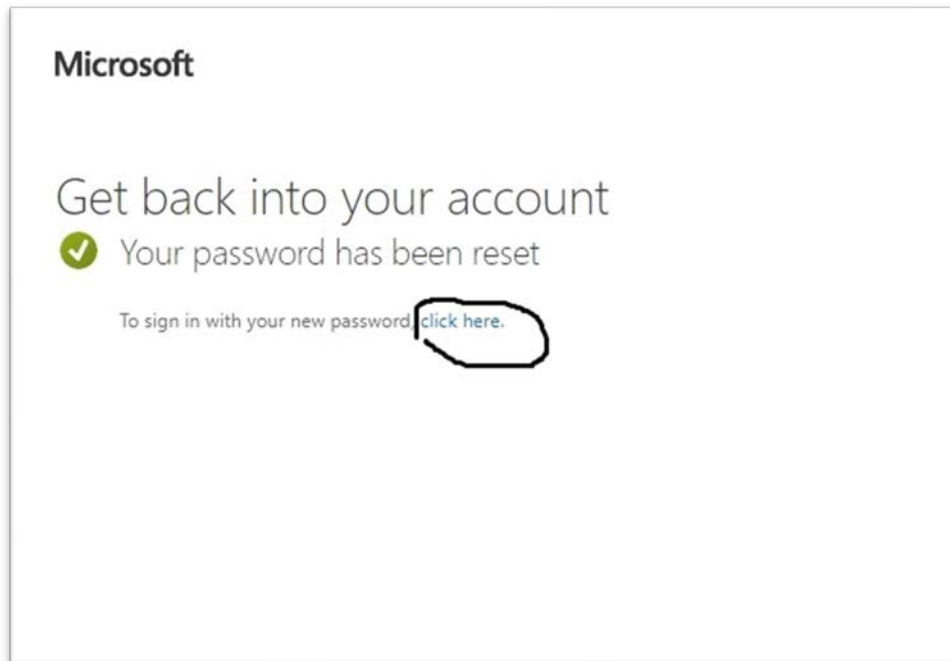 Microsoft
Get back into your account
Your password has been reset
To sign in with your new password, click here.